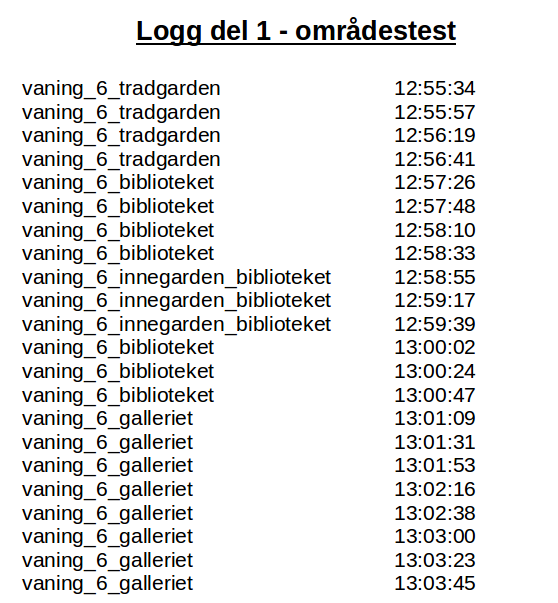 Logg del 1 - områdestest
vaning_6_tradgarden 12:55:34
vaning_6_tradgarden 12:55:57
vaning_6_tradgarden 12:56:19
vaning_6_tradgarden 12:56:41
vaning_6_biblioteket 12:57:26
vaning_6_biblioteket 12:57:48
vaning_6_biblioteket 12:58:10
vaning_6_biblioteket 12:58:33
vaning_6_innegarden_biblioteket 12:58:55
vaning_6_innegarden_biblioteket 12:59:17
vaning_6_innegarden_biblioteket 12:59:39
vaning_6_biblioteket 13:00:02
vaning_6_biblioteket 13:00:24
vaning_6_biblioteket 13:00:47
vaning_6_galleriet 13:01:09
vaning_6_galleriet 13:01:31
vaning_6_galleriet 13:01:53
vaning_6_galleriet 13:02:16
vaning_6_galleriet 13:02:38
vaning_6_galleriet 13:03:00
vaning_6_galleriet 13:03:23
vaning_6_galleriet 13:03:45